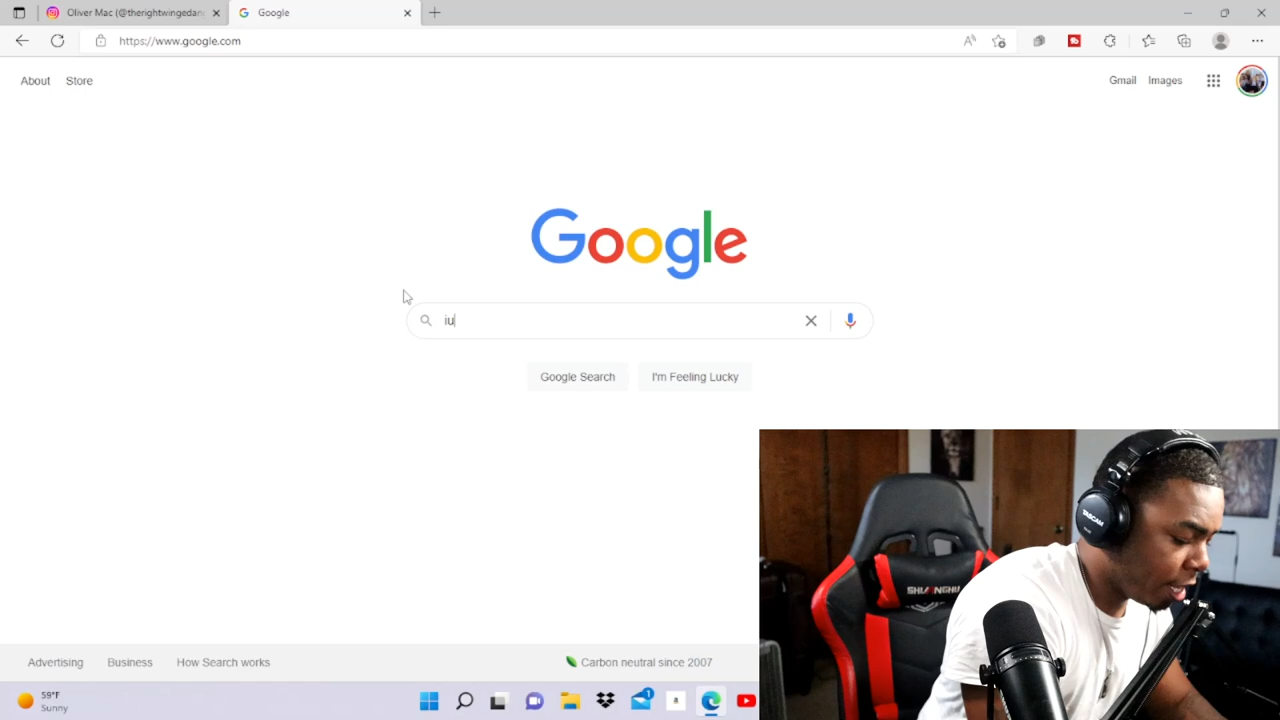 Oliver Mac (@therightwingedang
Google
https://www.google.com
About Store
Gmail Images
Google
iu
Google Search I'm Feeling Lucky
TASCAM
Advertising Business How Search works
Carbon neutral since 2007
59°F
Sunny